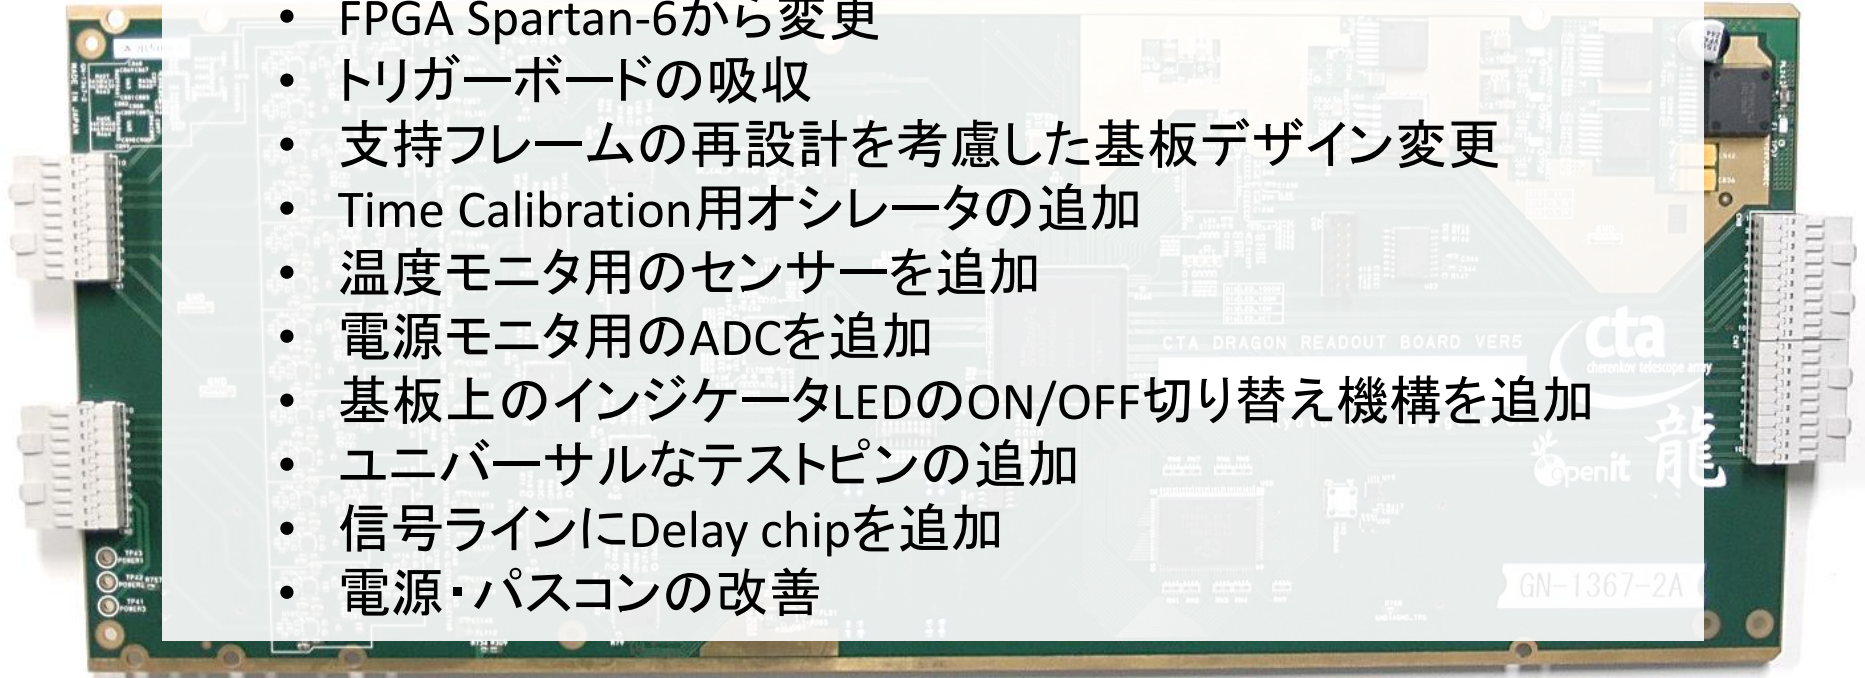 • FPGA Spartan-6から変更
• トリガーボードの吸収
• 支持フレームの再設計を考慮した基板デザイン変更
• Time Calibration用オシレータの追加
• 温度モニタ用のセンサーを追加
• 電源モニタ用のADCを追加
• 基板上のインジケータLEDのON/OFF切り替え機構を追加
• ユニバーサルなテストピンの追加
• 信号ラインにDelay chipを追加
• 電源・パスコンの改善
CTA DRAGON READOUT BOARD VER5
cta
cherenkov telescope array
龍
openit
GN-1367-2A
MADE IN JAPAN
TP43
POWER1
TP42
POWER2
TP41
POWER3